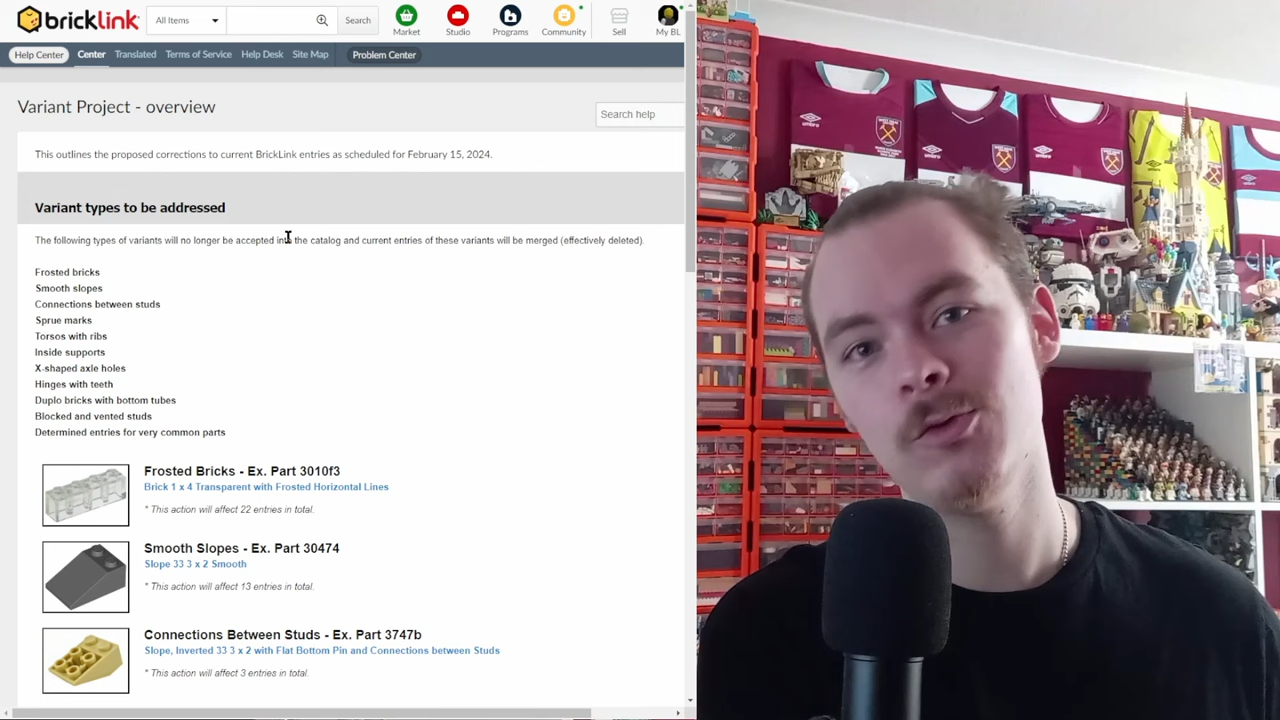 bricklink
All Items
Search
Market
Studio
Programs
Community
Sell
My BL
Help Center
Center
Translated
Terms of Service
Help Desk
Site Map
Problem Center
Variant Project - overview
Search help
This outlines the proposed corrections to current BrickLink entries as scheduled for February 15, 2024.
Variant types to be addressed
The following types of variants will no longer be accepted into the catalog and current entries of these variants will be merged (effectively deleted).
Frosted bricks
Smooth slopes
Connections between studs
Sprue marks
Torsos with ribs
Inside supports
X-shaped axle holes
Hinges with teeth
Duplo bricks with bottom tubes
Blocked and vented studs
Determined entries for very common parts
Frosted Bricks - Ex. Part 3010f3
Brick 1 x 4 Transparent with Frosted Horizontal Lines
* This action will affect 22 entries in total.
Smooth Slopes - Ex. Part 30474
Slope 33 3 x 2 Smooth
* This action will affect 13 entries in total.
Connections Between Studs - Ex. Part 3747b
Slope, Inverted 33 3 x 2 with Flat Bottom Pin and Connections between Studs
* This action will affect 3 entries in total.
umbro
umbro
umbro
umbro